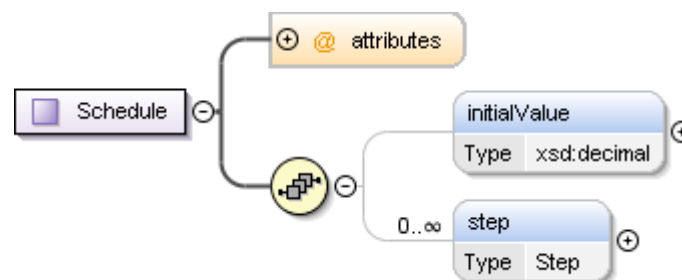 @ attributes
Schedule
initialValue
Type xsd:decimal
0..∞
step
Type Step